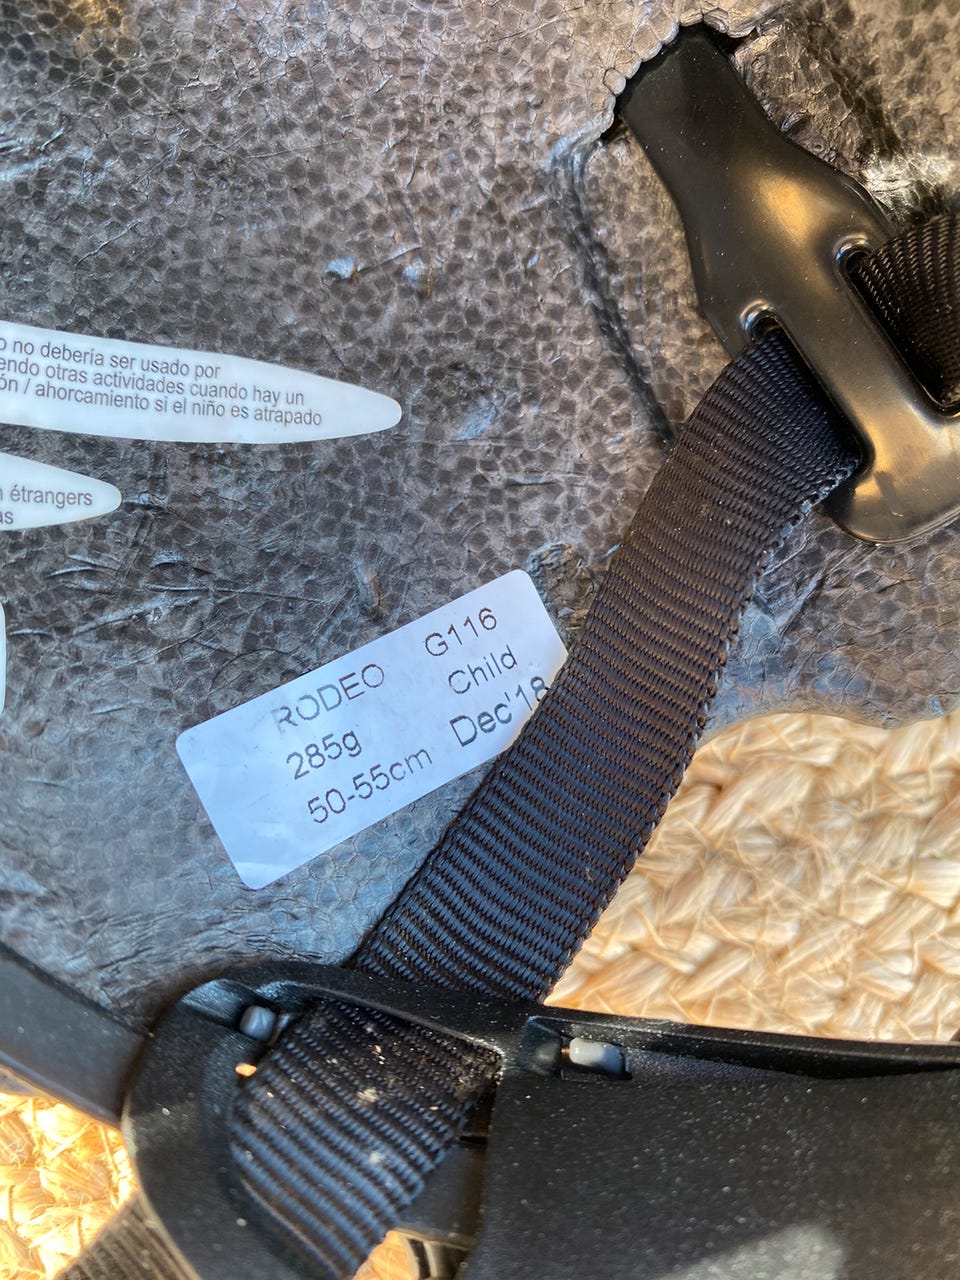 o no debería ser usado por
endo otras actividades cuando hay un
ón / ahorcamiento si el niño es atrapado
étrangers
as
RODEO G116
285g Child
50-55cm Dec'18